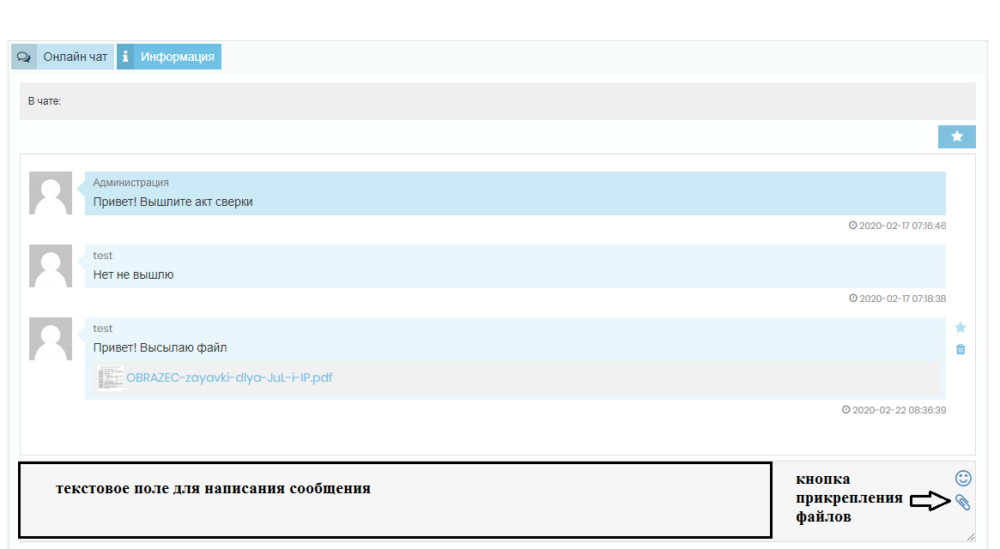 Онлайн чат
Информация
В чате:
Администрация
Привет! Вышлите акт сверки
2020-02-17 07:16:46
test
Нет не вышлю
2020-02-17 07:18:38
test
Привет! Высылаю файл
OBRAZEC-zayavki-dlya-JuL-i-IP.pdf
2020-02-22 08:36:39
текстовое поле для написания сообщения
кнопка
прикрепления
файлов